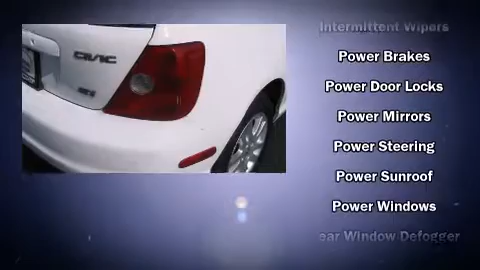 CIVIC
Intermittent Wipers
Power Brakes
Power Door Locks
Power Mirrors
Power Steering
Power Sunroof
Power Windows
ear Window Defogger